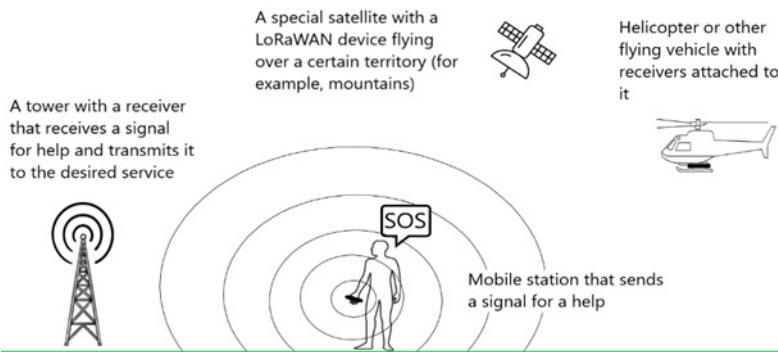 A special satellite with a
LoRaWAN device flying
over a certain territory (for
example, mountains)
Helicopter or other
flying vehicle with
receivers attached to
it
A tower with a receiver
that receives a signal
for help and transmits it
to the desired service
SOS
Mobile station that sends
a signal for a help